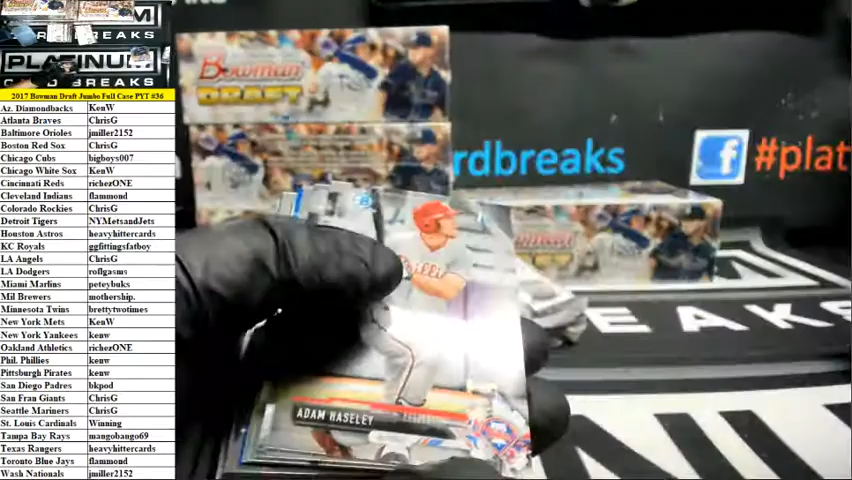 PLATINUM
BREAKS
2017 Bowman Draft Jumbo Full Case PYT #36
Az. Diamondbacks KenW
Atlanta Braves ChrisG
Baltimore Orioles jmiller2152
Boston Red Sox ChrisG
Chicago Cubs bigboys007
Chicago White Sox KenW
Cincinnati Reds richezONE
Cleveland Indians flammond
Colorado Rockies ChrisG
Detroit Tigers NYMetsandJets
Houston Astros heavyhittercards
KC Royals ggfittingsfatboy
LA Angels ChrisG
LA Dodgers roflgasms
Miami Marlins peteybuks
Mil Brewers mothership.
Minnesota Twins brettytwotimes
New York Mets KenW
New York Yankees kenw
Oakland Athletics richezONE
Phil. Phillies kenw
Pittsburgh Pirates kenw
San Diego Padres bkpod
San Fran Giants ChrisG
Seattle Mariners ChrisG
St. Louis Cardinals Winning
Tampa Bay Rays mangobango69
Texas Rangers heavyhittercards
Toronto Blue Jays flammond
Wash Nationals jmiller2152
Bowman
DRAFT
rdbreaks
f
#plat
REAKS
Phillies
ADAM HASELEY